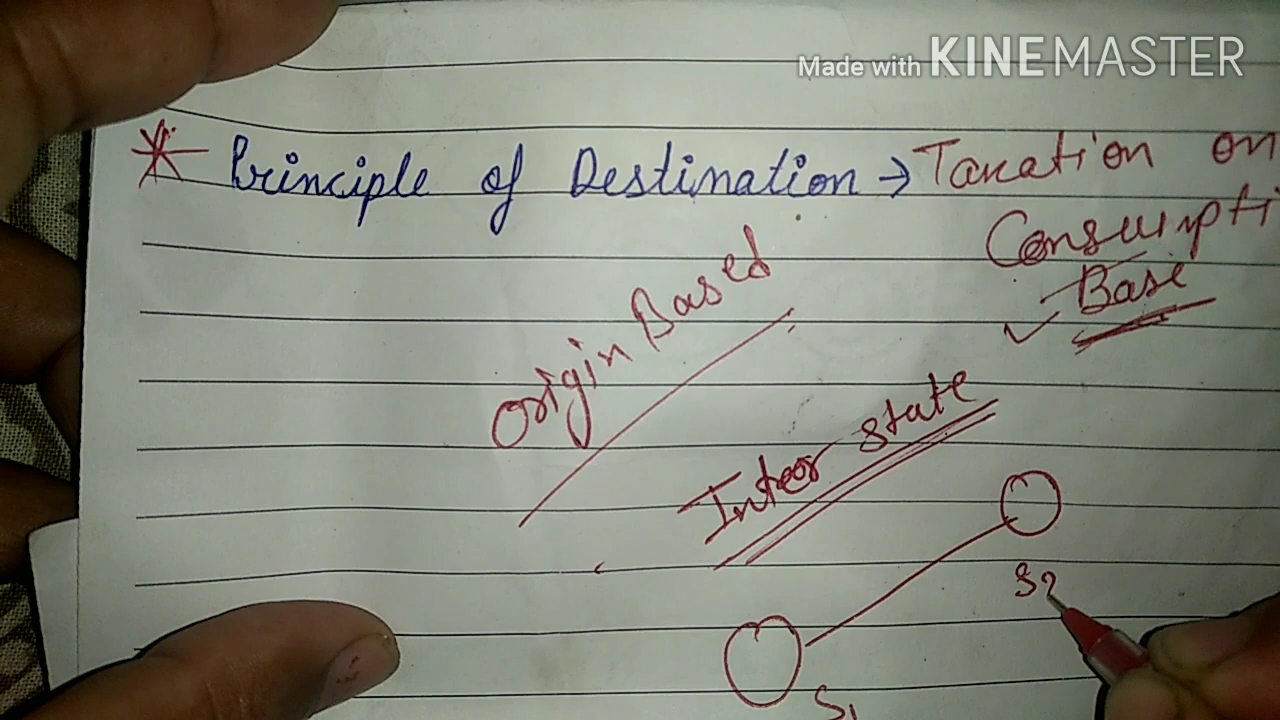 Made with KINEMASTER
* Principle of Destination → Taxation on
Consumpti
Base
Origin Based
Inter state
S2
S1